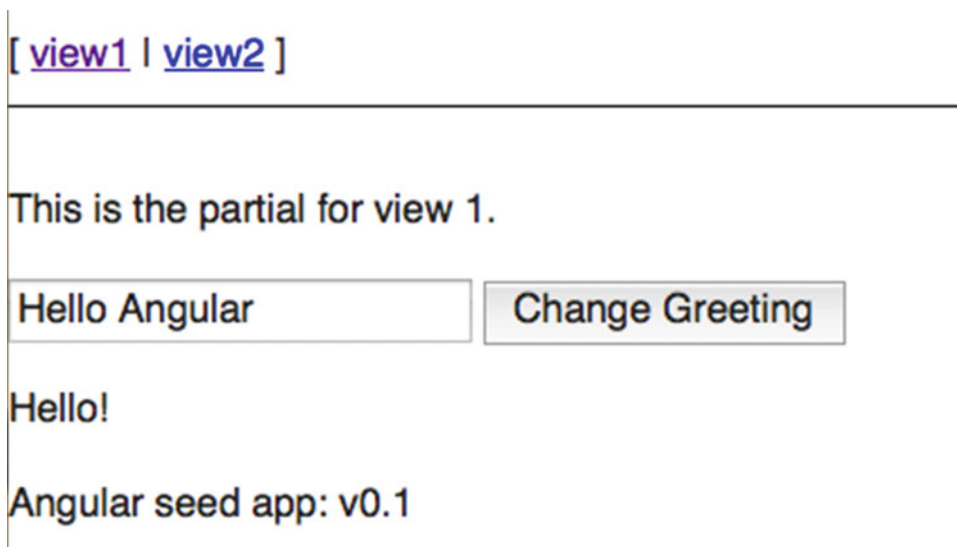 [ view1 | view2 ]
This is the partial for view 1.
Hello Angular Change Greeting
Hello!
Angular seed app: v0.1